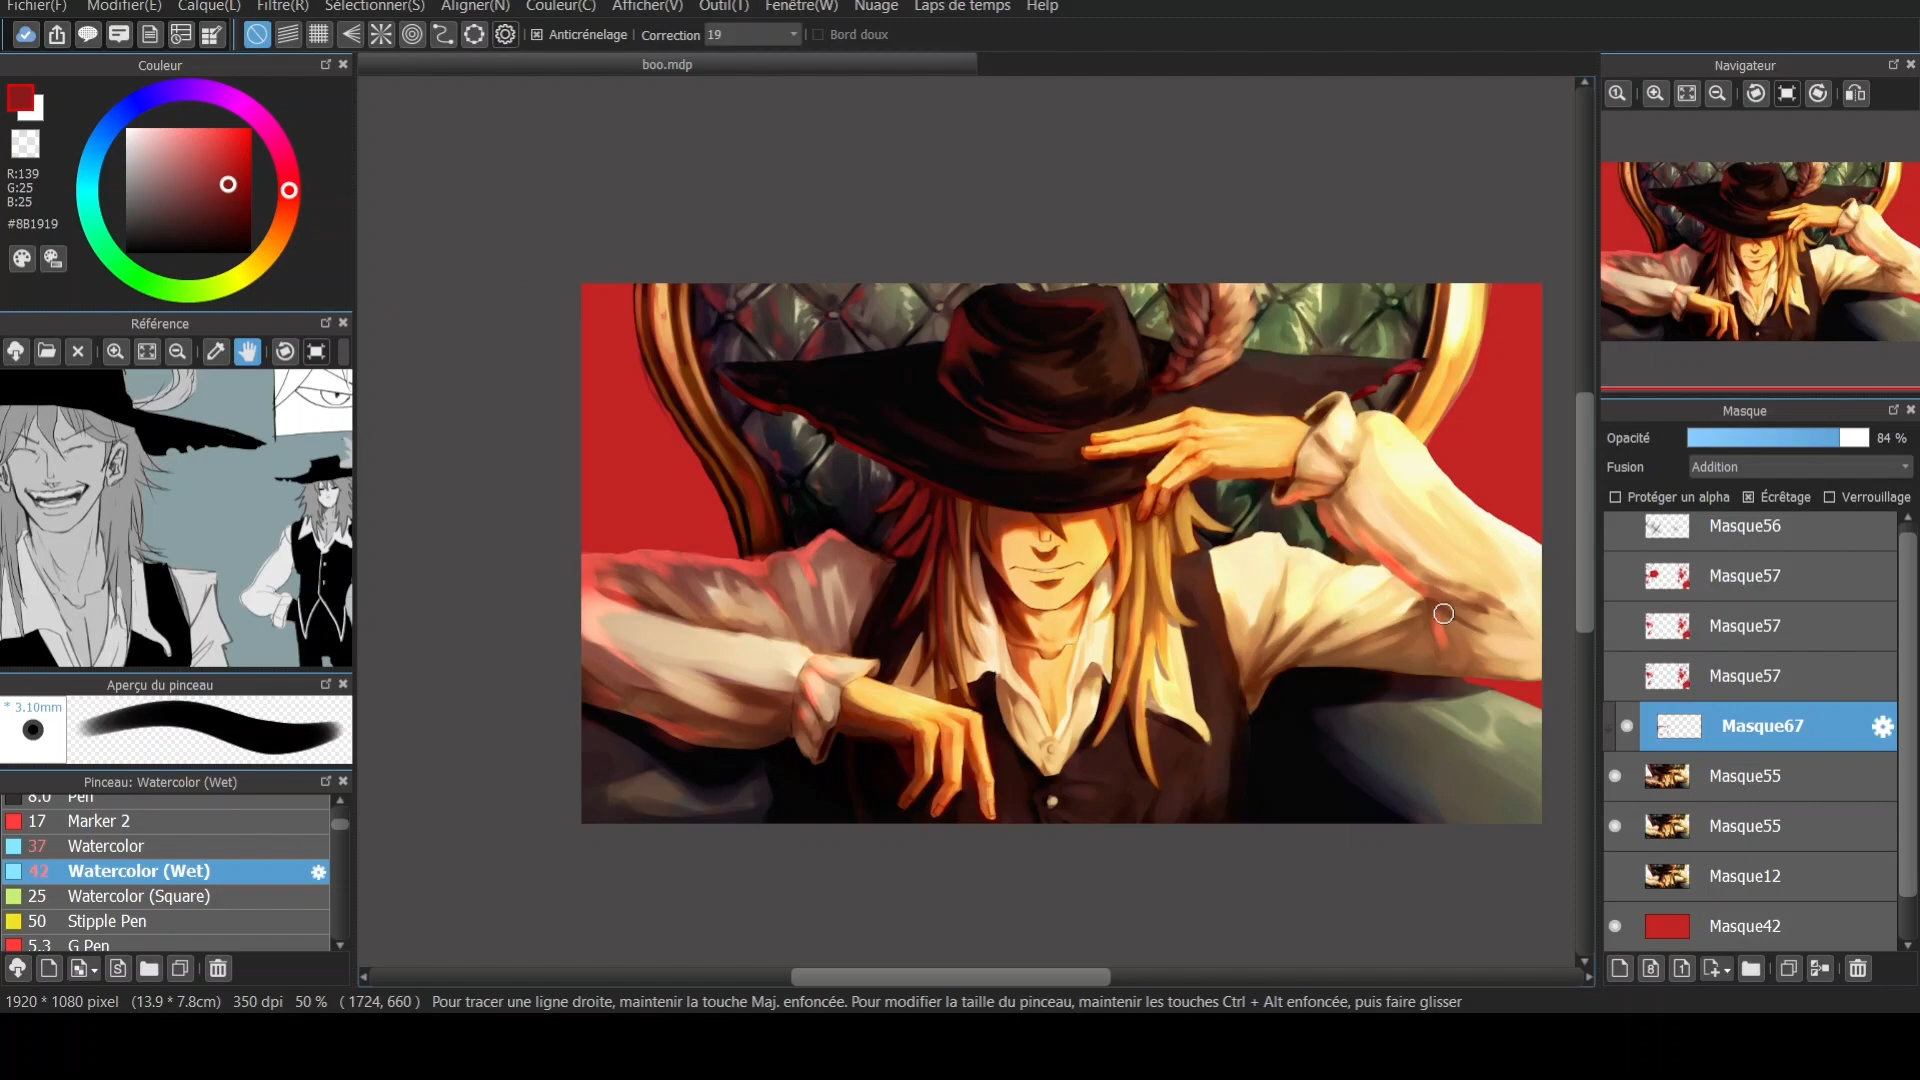 Fichier(F) Modifier(E) Calque(L) Filtre(R) Sélectionner(S) Aligner(N) Couleur(C) Afficher(V) Outil(T) Fenêtre(W) Nuage Laps de temps Help
Anticrénelage Correction 19 Bord doux
Couleur
boo.mdp
Navigateur
R:139
G:25
B:25
#8B1919
Référence
Masque
Opacité 84 %
Fusion Addition
Protéger un alpha Écrêtage Verrouillage
Masque56
Masque57
Masque57
Masque57
Masque67
Masque55
Masque55
Masque12
Masque42
Aperçu du pinceau
* 3.10mm
Pinceau: Watercolor (Wet)
8.0 Pen
17 Marker 2
37 Watercolor
42 Watercolor (Wet)
25 Watercolor (Square)
50 Stipple Pen
5.3 G Pen
1920 * 1080 pixel (13.9 * 7.8cm) 350 dpi 50 % ( 1724, 660 ) Pour tracer une ligne droite, maintenir la touche Maj. enfoncée. Pour modifier la taille du pinceau, maintenir les touches Ctrl + Alt enfoncée, puis faire glisser